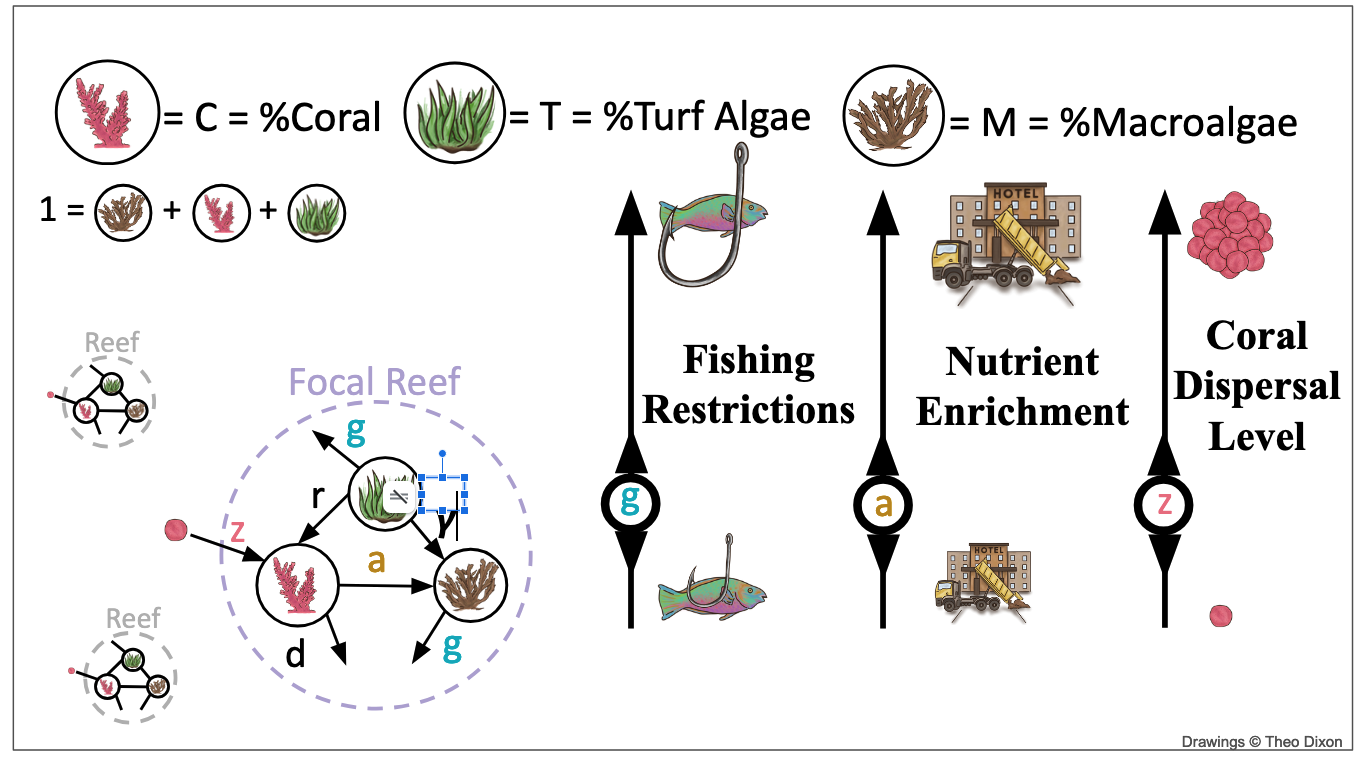 = C = %Coral
= T = %Turf Algae
= M = %Macroalgae
1 = + +
HOTEL
Fishing
Restrictions
Nutrient
Enrichment
Coral
Dispersal
Level
Reef
Focal Reef
g
r
γ
z
a
d
g
g
a
z
HOTEL
Reef
Drawings © Theo Dixon